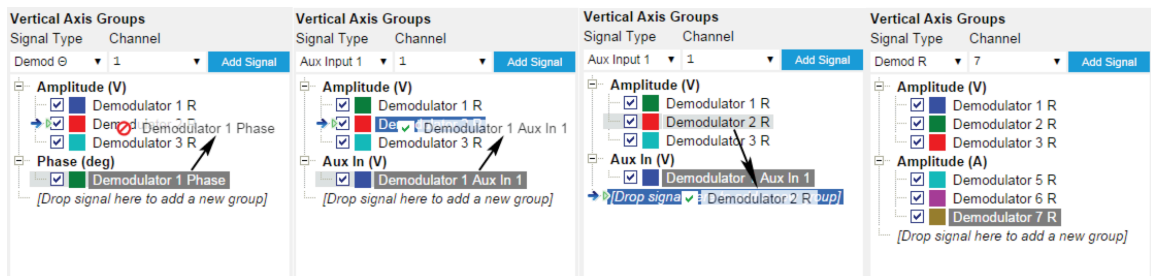 Vertical Axis Groups
Signal Type Channel
Demod Θ 1 Add Signal
Amplitude (V)
Demodulator 1 R
Demodulator 1 Phase
Demodulator 3 R
Phase (deg)
Demodulator 1 Phase
[Drop signal here to add a new group]
Vertical Axis Groups
Signal Type Channel
Aux Input 1 1 Add Signal
Amplitude (V)
Demodulator 1 R
Demodulator 1 Aux In 1
Demodulator 3 R
Aux In (V)
Demodulator 1 Aux In 1
[Drop signal here to add a new group]
Vertical Axis Groups
Signal Type Channel
Aux Input 1 1 Add Signal
Amplitude (V)
Demodulator 1 R
Demodulator 2 R
Demodulator 3 R
Aux In (V)
Demodulator Aux In 1
[Drop signa Demodulator 2 R oup]
Vertical Axis Groups
Signal Type Channel
Demod R 7 Add Signal
Amplitude (V)
Demodulator 1 R
Demodulator 2 R
Demodulator 3 R
Amplitude (A)
Demodulator 5 R
Demodulator 6 R
Demodulator 7 R
[Drop signal here to add a new group]